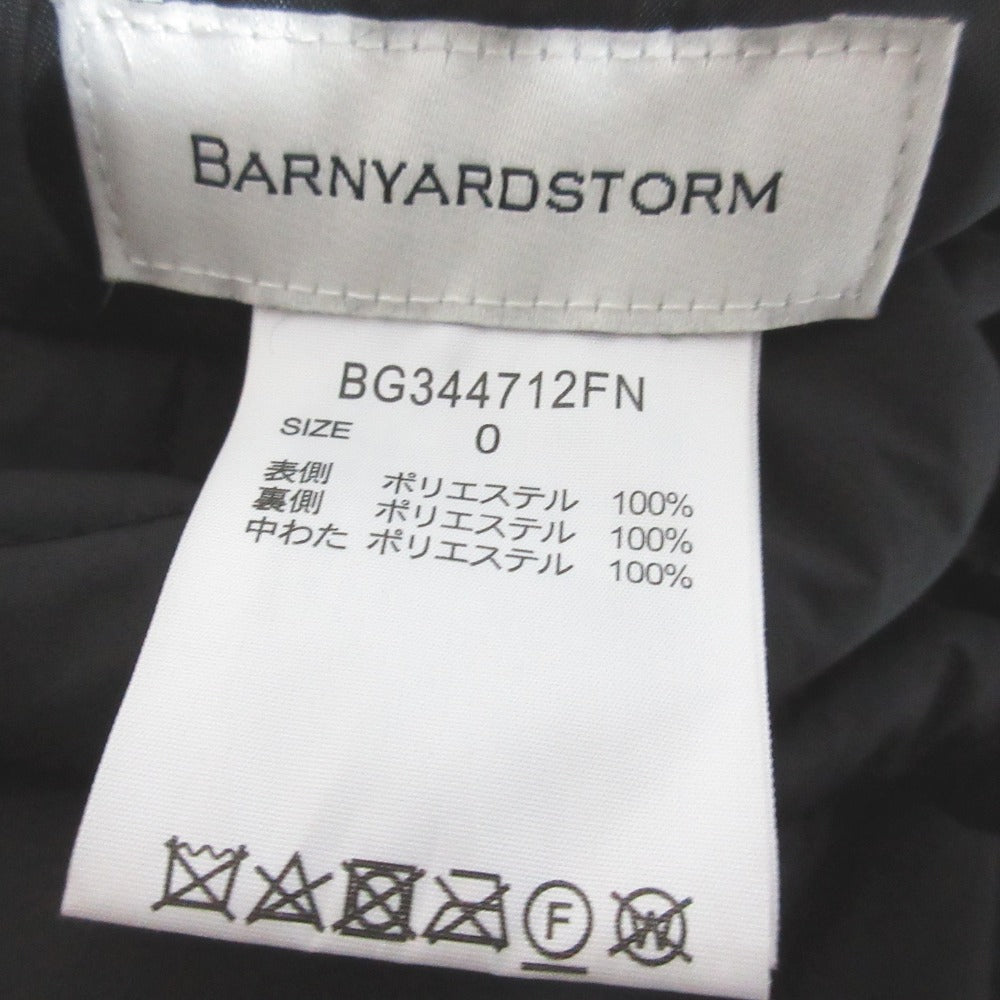 BARNYARDSTORM
BG344712FN
SIZE 0
表側 ポリエステル 100%
裏側 ポリエステル 100%
中わた ポリエステル 100%
F W